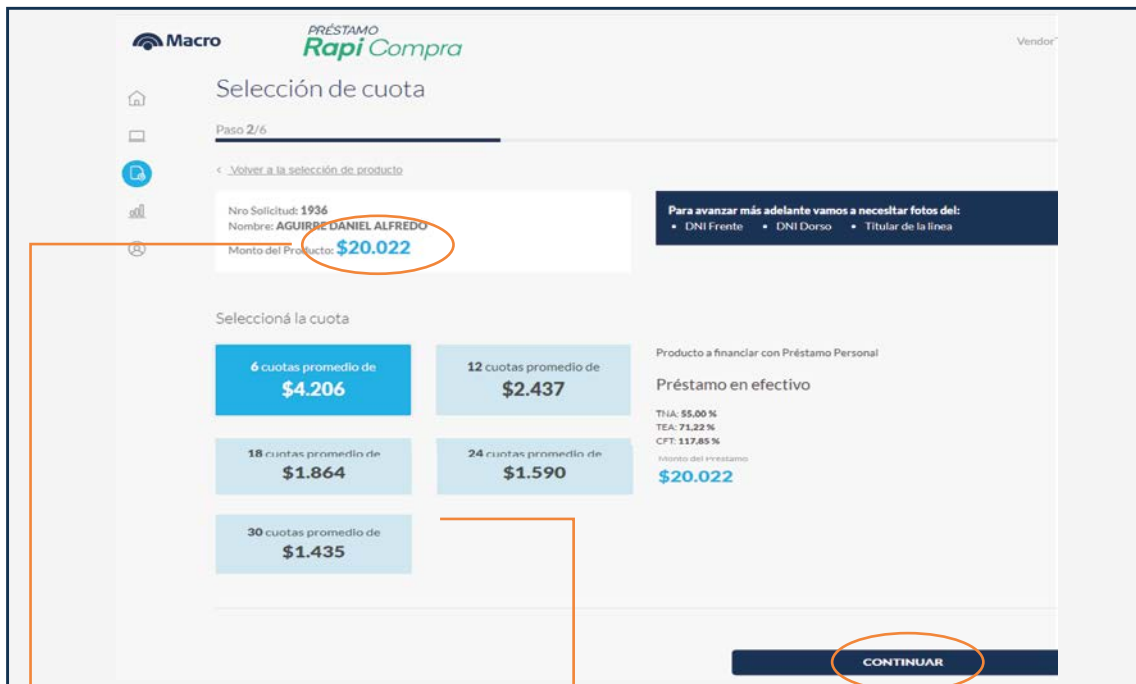 Macro
PRÉSTAMO
Rapi Compra
Vendor
Selección de cuota
Paso 2/6
< Volver a la selección de producto
Nro Solicitud: 1936
Nombre: AGUIRRE DANIEL ALFREDO
Monto del Producto: $20.022
Para avanzar más adelante vamos a necesitar fotos del:
• DNI Frente • DNI Dorso • Titular de la linea
Seleccioná la cuota
6 cuotas promedio de
$4.206
12 cuotas promedio de
$2.437
18 cuotas promedio de
$1.864
24 cuotas promedio de
$1.590
30 cuotas promedio de
$1.435
Producto a financiar con Préstamo Personal
Préstamo en efectivo
TNA: 55,00 %
TEA: 71,22 %
CFT: 117,85 %
Monto del Préstamo
$20.022
CONTINUAR